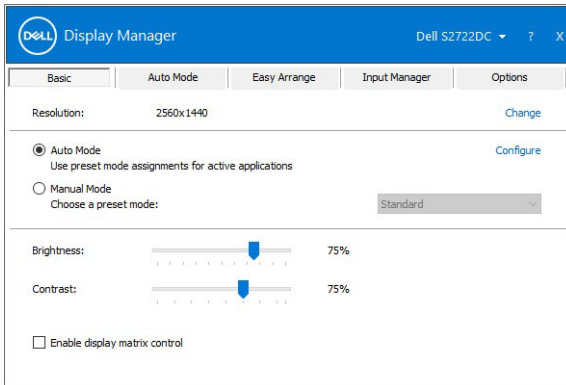 DELL Display Manager Dell S2722DC ? X
Basic Auto Mode Easy Arrange Input Manager Options
Resolution: 2560x1440 Change
Auto Mode Configure
Use preset mode assignments for active applications
Manual Mode
Choose a preset mode: Standard
Brightness: 75%
Contrast: 75%
Enable display matrix control